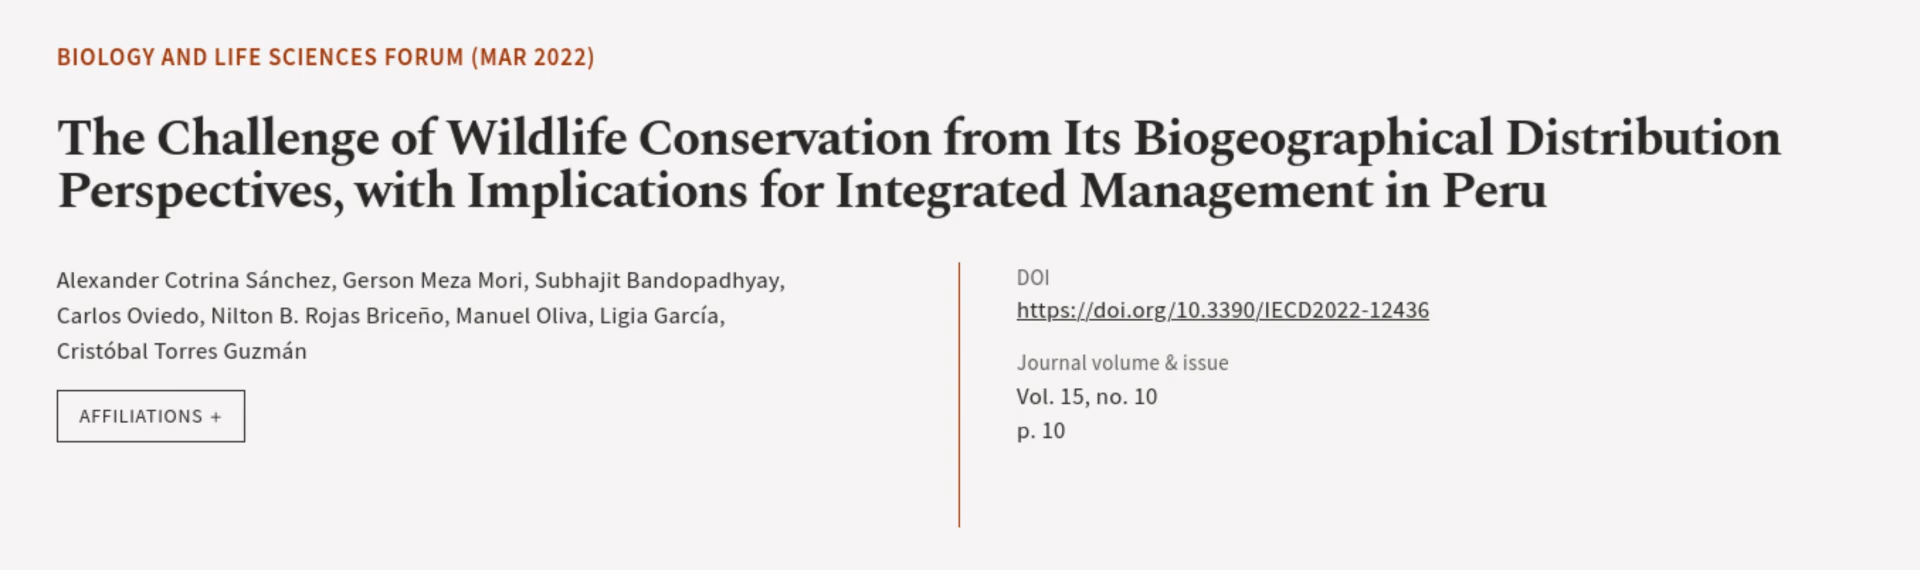 BIOLOGY AND LIFE SCIENCES FORUM (MAR 2022)
The Challenge of Wildlife Conservation from Its Biogeographical Distribution
Perspectives, with Implications for Integrated Management in Peru
Alexander Cotrina Sánchez, Gerson Meza Mori, Subhajit Bandopadhyay,
Carlos Oviedo, Nilton B. Rojas Briceño, Manuel Oliva, Ligia García,
Cristóbal Torres Guzmán
AFFILIATIONS +
DOI
https://doi.org/10.3390/IECD2022-12436
Journal volume & issue
Vol. 15, no. 10
p. 10